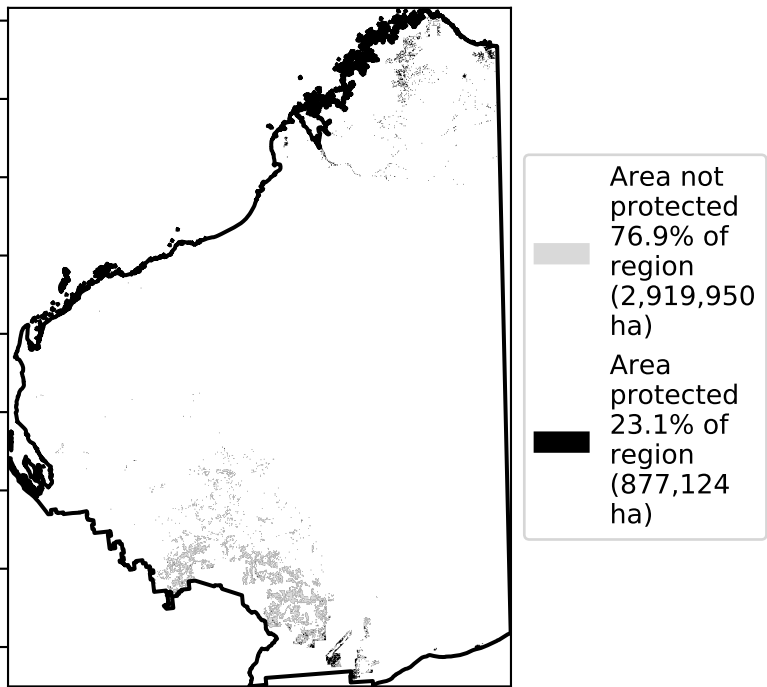 Area not
protected
76.9% of
region
(2,919,950
ha)
Area
protected
23.1% of
region
(877,124
ha)